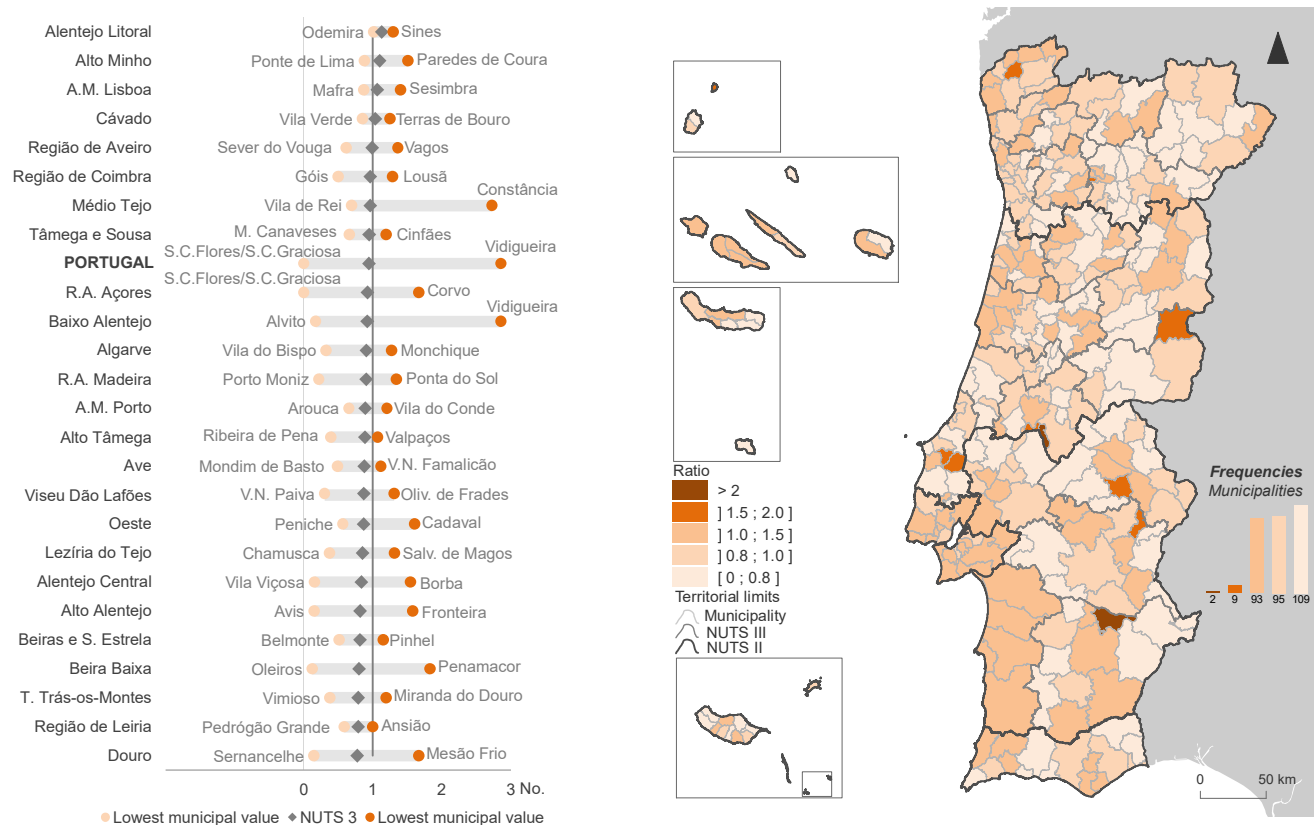 Alentejo Litoral Odemira Sines
Alto Minho Ponte de Lima Paredes de Coura
A.M. Lisboa Mafra Sesimbra
Cávado Vila Verde Terras de Bouro
Região de Aveiro Sever do Vouga Vagos
Região de Coimbra Góis Lousã
Constância
Médio Tejo Vila de Rei
Tâmega e Sousa M. Canaveses Cinfães
S.C.Flores/S.C.Graciosa Vidigueira
PORTUGAL
S.C.Flores/S.C.Graciosa
R.A. Açores Corvo
Vidigueira
Baixo Alentejo Alvito
Algarve Vila do Bispo Monchique
R.A. Madeira Porto Moniz Ponta do Sol
A.M. Porto Arouca Vila do Conde
Alto Tâmega Ribeira de Pena Valpaços
Ave Mondim de Basto V.N. Famalicão
Viseu Dão Lafões V.N. Paiva Oliv. de Frades
Oeste Peniche Cadaval
Lezíria do Tejo Chamusca Salv. de Magos
Alentejo Central Vila Viçosa Borba
Alto Alentejo Avis Fronteira
Beiras e S. Estrela Belmonte Pinhel
Beira Baixa Oleiros Penamacor
T. Trás-os-Montes Vimioso Miranda do Douro
Região de Leiria Pedrógão Grande Ansião
Douro Sernancelhe Mesão Frio
0 1 2 3 No.
Lowest municipal value NUTS 3 Lowest municipal value
Ratio
> 2
] 1.5 ; 2.0 ]
] 1.0 ; 1.5 ]
] 0.8 ; 1.0 ]
[ 0 ; 0.8 ]
Territorial limits
Municipality
NUTS III
NUTS II
Frequencies
Municipalities
2 9 93 95 109
0 50 km